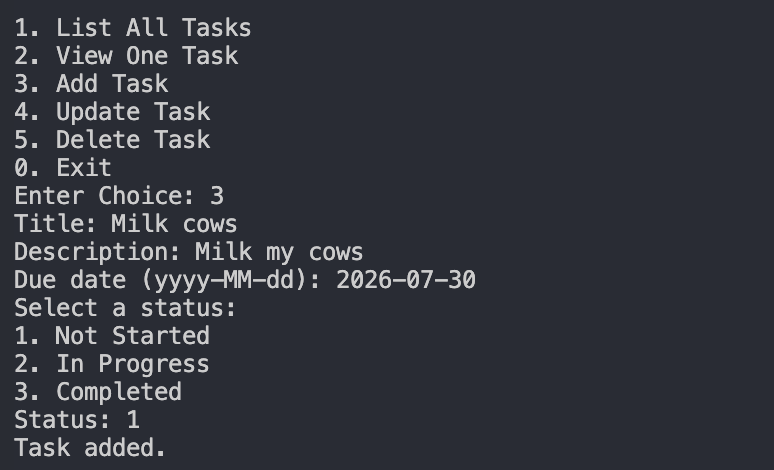 1. List All Tasks
2. View One Task
3. Add Task
4. Update Task
5. Delete Task
0. Exit
Enter Choice: 3
Title: Milk cows
Description: Milk my cows
Due date (yyyy-MM-dd): 2026-07-30
Select a status:
1. Not Started
2. In Progress
3. Completed
Status: 1
Task added.